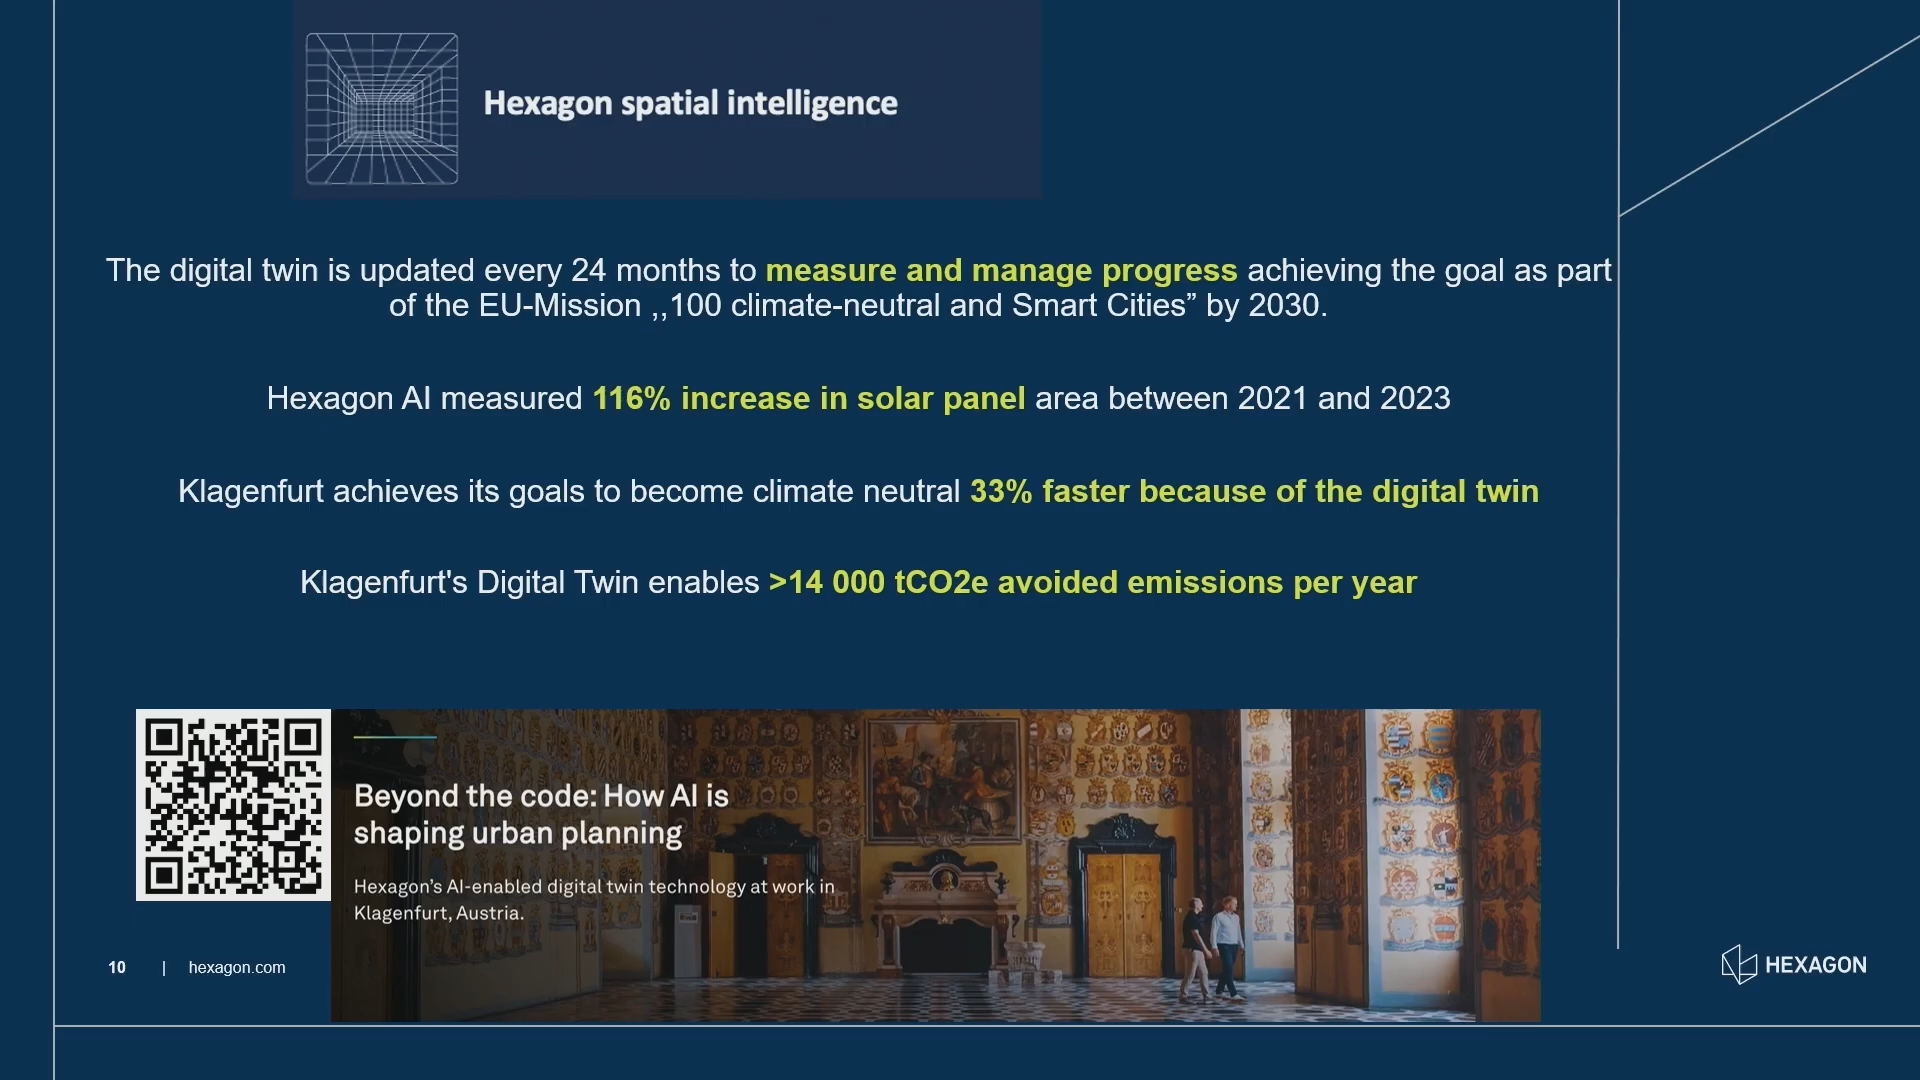 Hexagon spatial intelligence
The digital twin is updated every 24 months to measure and manage progress achieving the goal as part
of the EU-Mission ,,100 climate-neutral and Smart Cities” by 2030.
Hexagon AI measured 116% increase in solar panel area between 2021 and 2023
Klagenfurt achieves its goals to become climate neutral 33% faster because of the digital twin
Klagenfurt's Digital Twin enables >14 000 tCO2e avoided emissions per year
Beyond the code: How AI is
shaping urban planning
Hexagon’s AI-enabled digital twin technology at work in
Klagenfurt, Austria.
10 | hexagon.com
HEXAGON